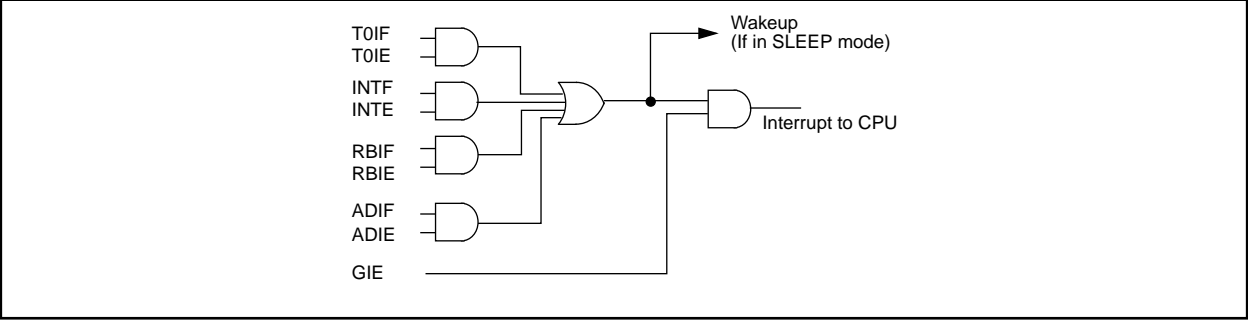 T0IF
T0IE
INTF
INTE
RBIF
RBIE
ADIF
ADIE
GIE
Wakeup
(If in SLEEP mode)
Interrupt to CPU